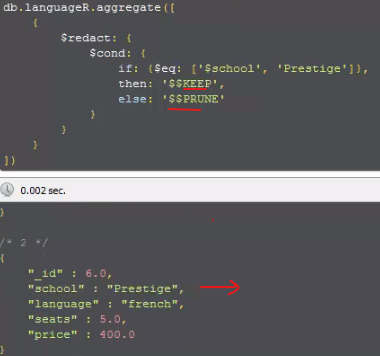 db.languageR.aggregate([
{
$redact: {
$cond: {
if: {$eq: ['$school', 'Prestige']},
then: '$$KEEP',
else: '$$PRUNE'
}
}
}
])
0.002 sec.
}
/* 2 */
{
"_id" : 6.0,
"school" : "Prestige",
"language" : "french",
"seats" : 5.0,
"price" : 400.0
}